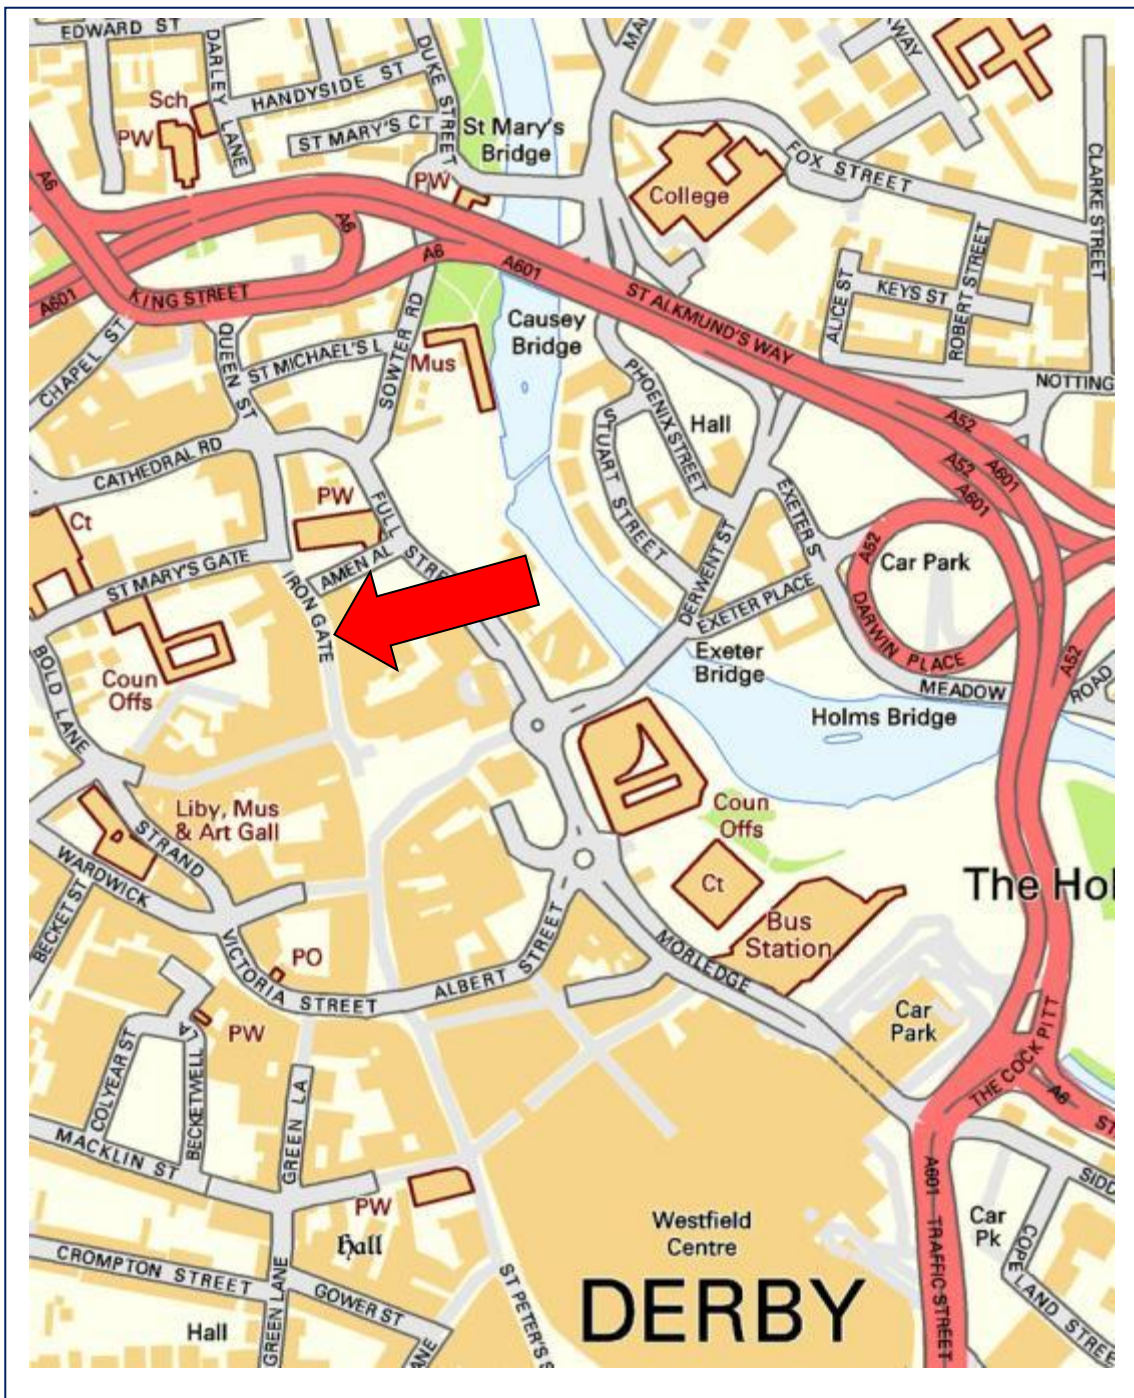 EDWARD ST
DARLEY LANE
HANDYSIDE ST
DUKE STREET
WAY
Sch
PW
ST MARY'S CT
St Mary's
Bridge
FOX STREET
CLARKE STREET
College
PW
A6
A6
A6
A601
A601
KING STREET
ST ALKMUND'S WAY
ALICE ST
KEYS ST
ROBERT STREET
CHAPEL ST
QUEEN ST
ST MICHAEL'S L
SOWTER RD
Mus
Causey
Bridge
PHOENIX STREET
Hall
STUART STREET
NOTTING
A52
A52
A601
A601
CATHEDRAL RD
PW
FULL STRE
EXETER S
DERWENT ST
Ct
ST MARY'S GATE
AMEN AL
IRON GATE
A52
Car Park
DARWIN PLACE
EXETER PLACE
Exeter
Bridge
MEADOW
ROAD
A52
Holms Bridge
BOLD LANE
Coun
Offs
Liby, Mus
& Art Gall
STRAND
WARDWICK
BECKET ST
Coun
Offs
Ct
Bus
Station
The Hol
VICTORIA STREET
PO
ALBERT STREET
MORLEDGE
Car
Park
THE COCK PITT
A6
ST
PW
COLYEAR ST
BECKETWELL LA
GREEN LA
MACKLIN ST
PW
Hall
Westfield
Centre
DERBY
A601
TRAFFIC STREET
Car
Pk
SIDD
COPELAND STREE
CROMPTON STREET
GREEN LANE
GOWER ST
Hall
ST PETER'S S
ANE